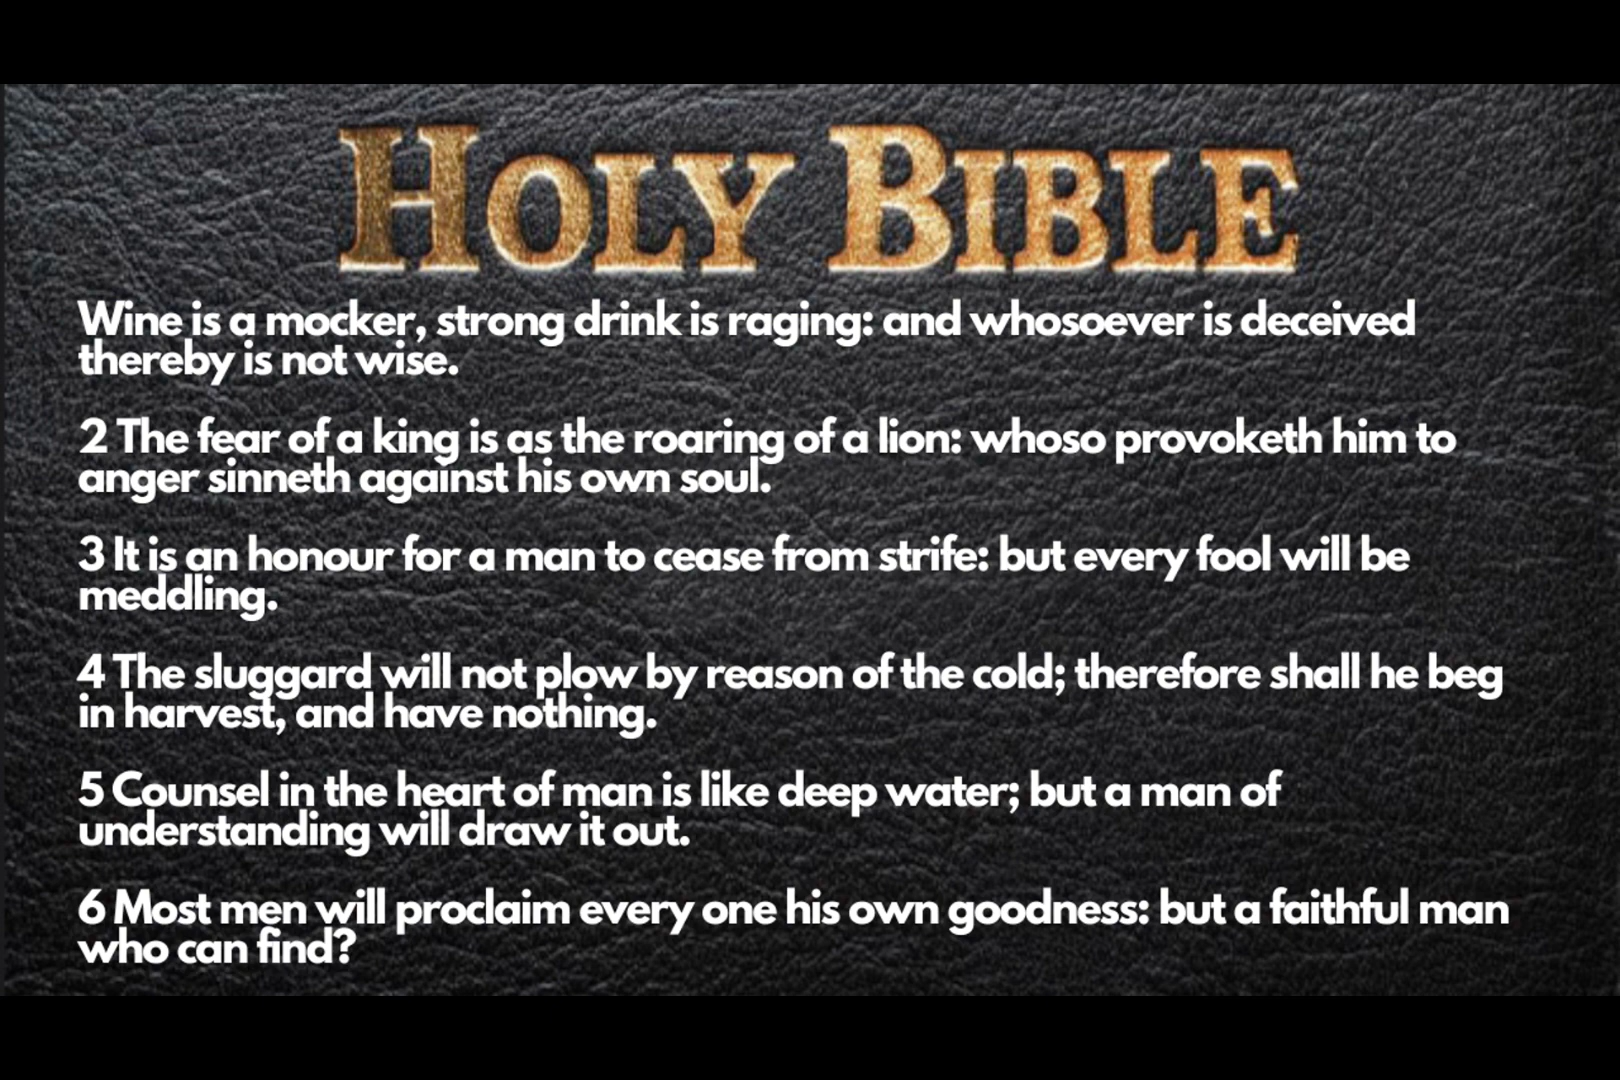 HOLY BIBLE
Wine is a mocker, strong drink is raging: and whosoever is deceived
thereby is not wise.
2 The fear of a king is as the roaring of a lion: whoso provoketh him to
anger sinneth against his own soul.
3 It is an honour for a man to cease from strife: but every fool will be
meddling.
4 The sluggard will not plow by reason of the cold; therefore shall he beg
in harvest, and have nothing.
5 Counsel in the heart of man is like deep water; but a man of
understanding will draw it out.
6 Most men will proclaim every one his own goodness: but a faithful man
who can find?